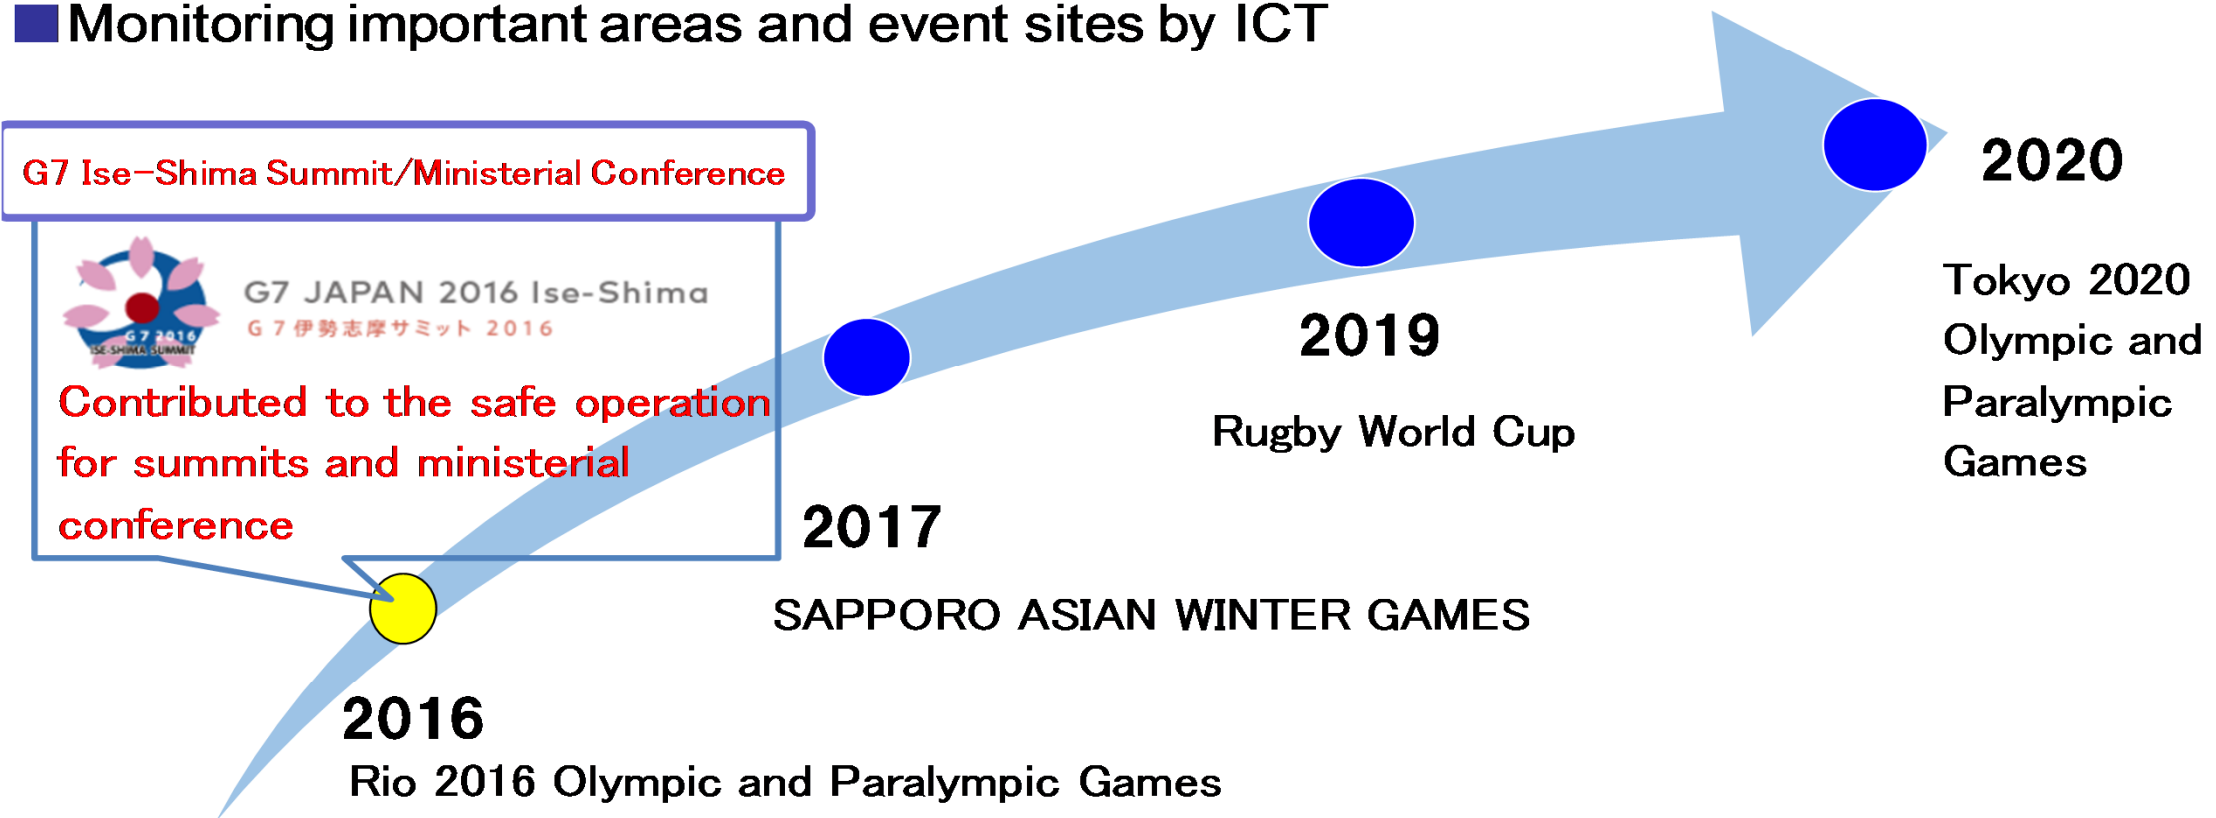 Monitoring important areas and event sites by ICT
G7 Ise-Shima Summit/Ministerial Conference
G7 JAPAN 2016 Ise-Shima
G7伊勢志摩サミット 2016
G7 2016
ISE-SHIMA SUMMIT
Contributed to the safe operation
for summits and ministerial
conference
2016
Rio 2016 Olympic and Paralympic Games
2017
SAPPORO ASIAN WINTER GAMES
2019
Rugby World Cup
2020
Tokyo 2020
Olympic and
Paralympic
Games